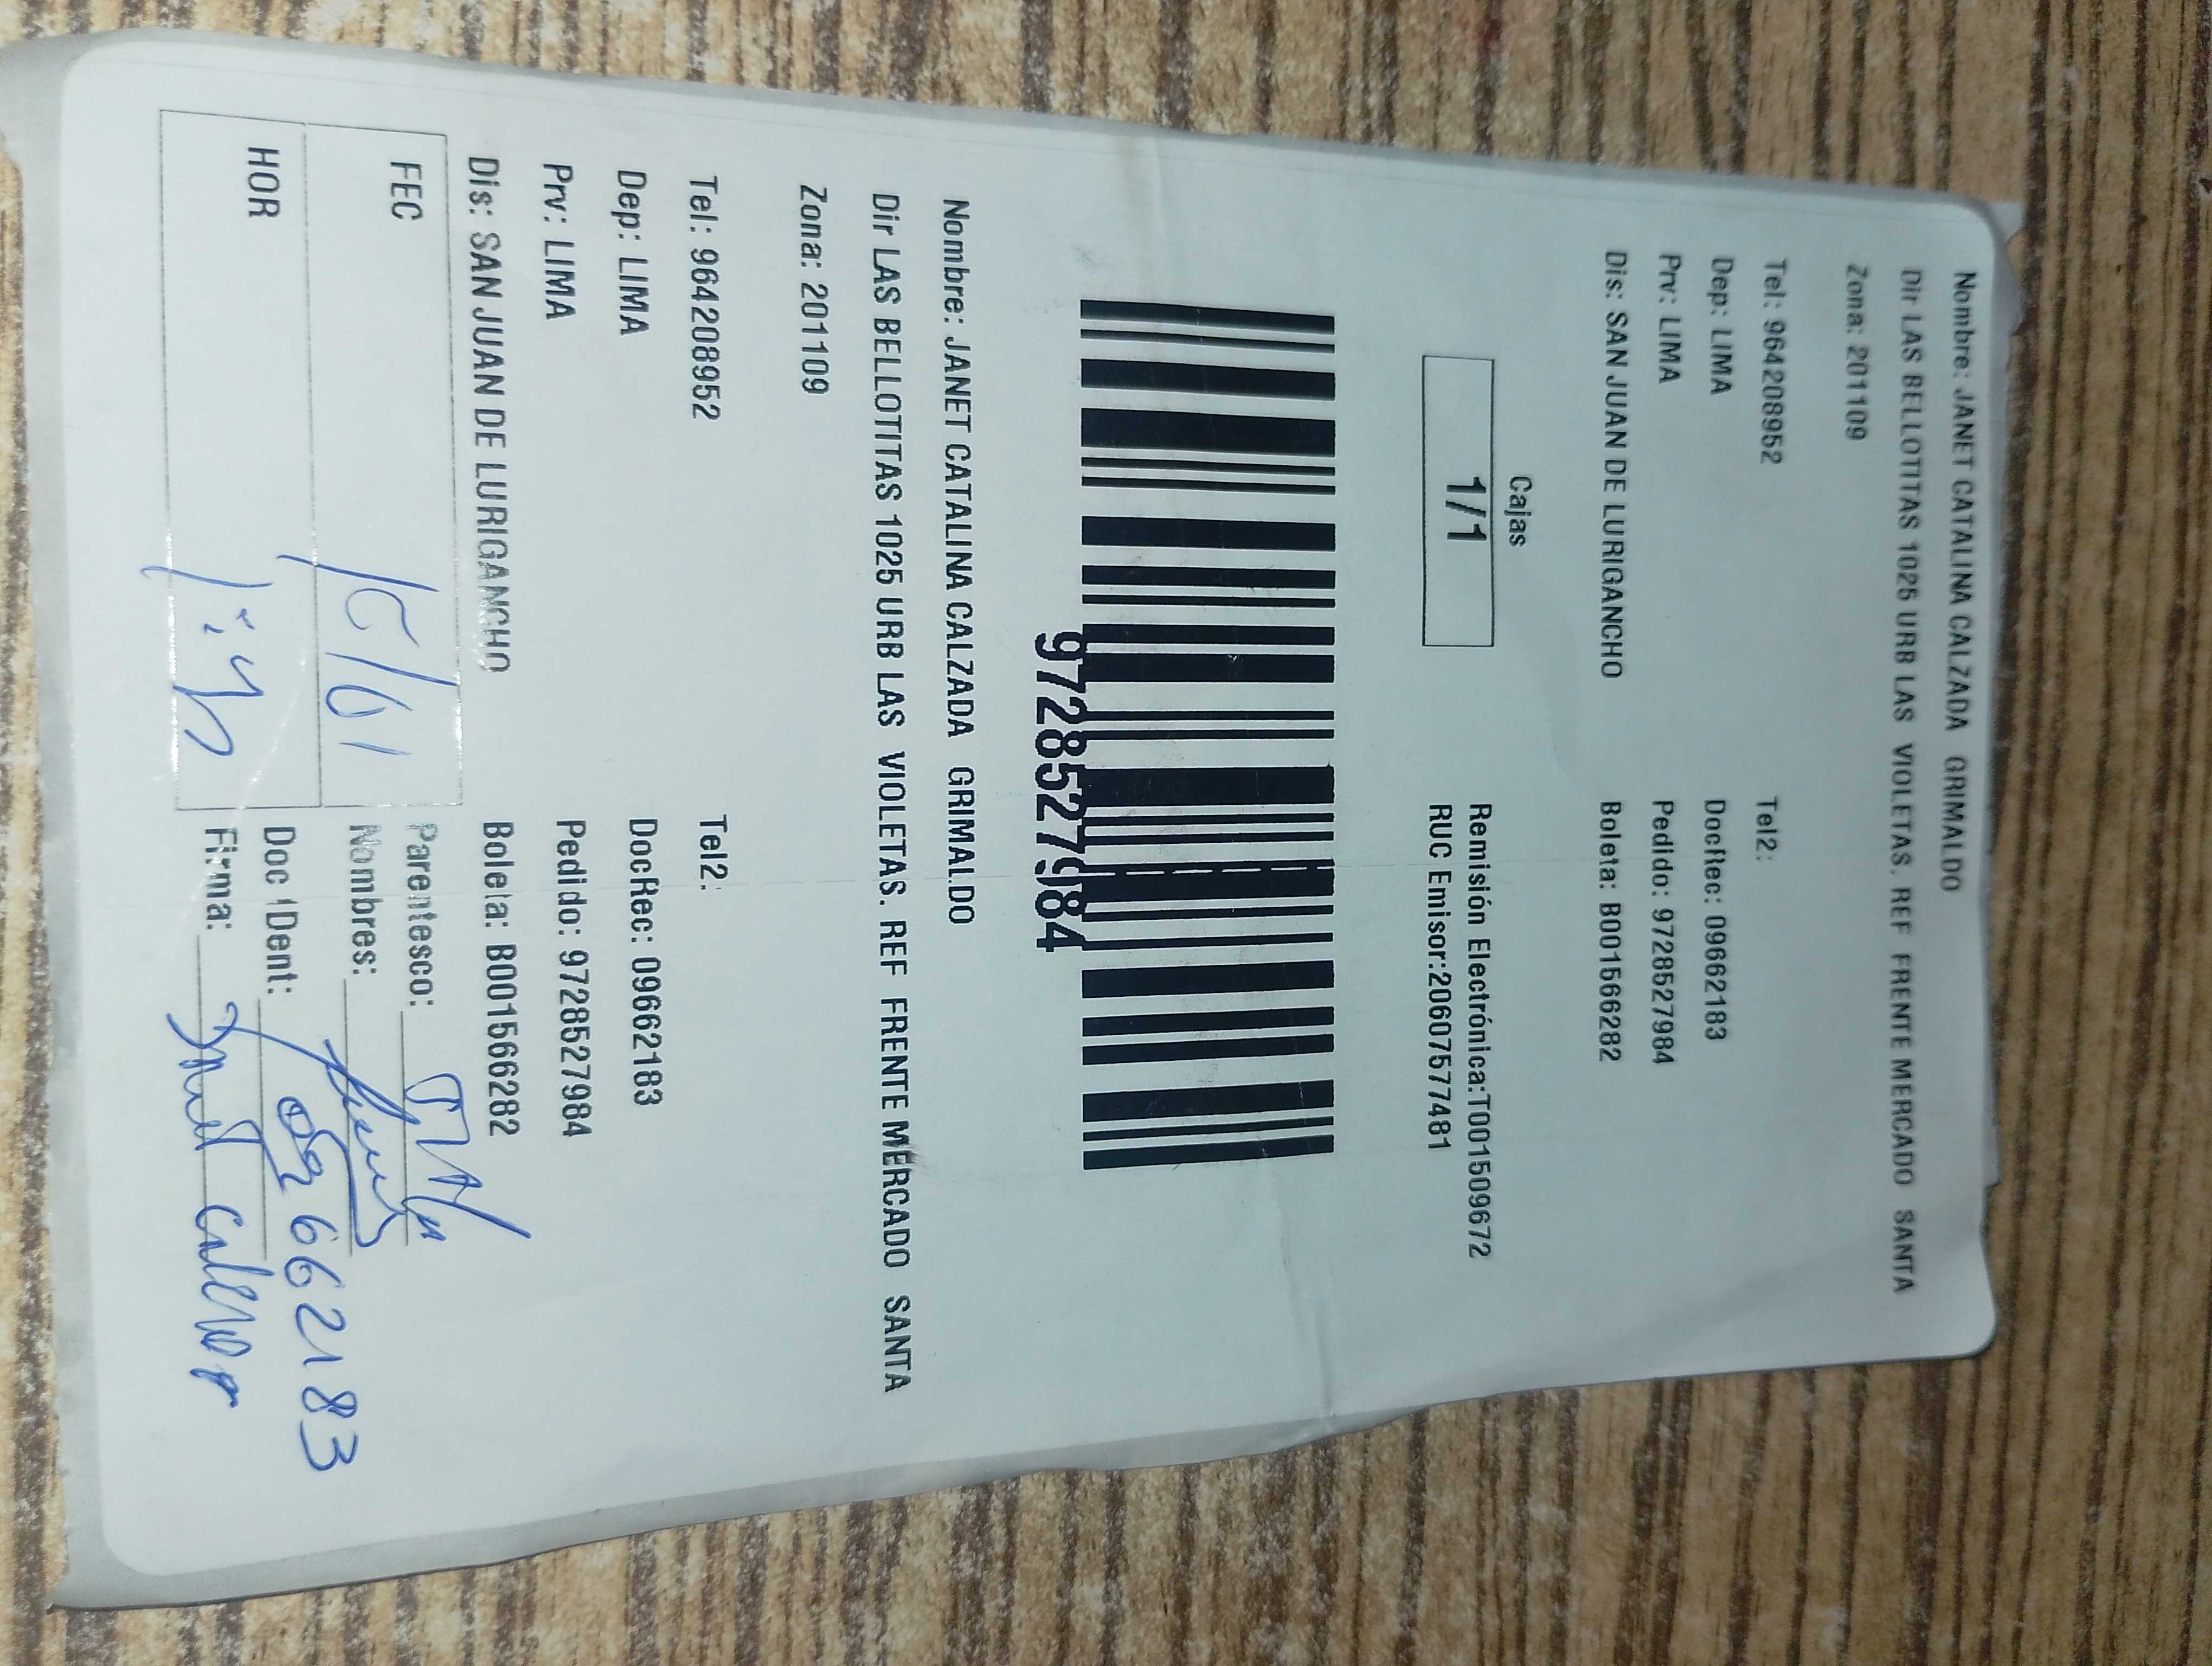 Nombre: JANET CATALINA CALZADA GRIMALDO
Dir LAS BELLOTITAS 1025 URB LAS VIOLETAS. REF FRENTE MERCADO SANTA
Zona: 201109
Tel: 964208952 Tel2:
Dep: LIMA DocRec: 09662183
Prv: LIMA Pedido: 9728527984
Dis: SAN JUAN DE LURIGANCHO Boleta: B001566282
Cajas
1/1
Remisión Electrónica:T001509672
RUC Emisor:20607577481
9728527984
Nombre: JANET CATALINA CALZADA GRIMALDO
Dir LAS BELLOTITAS 1025 URB LAS VIOLETAS. REF FRENTE MERCADO SANTA
Zona: 201109
Tel: 964208952 Tel2:
Dep: LIMA DocRec: 09662183
Prv: LIMA Pedido: 9728527984
Dis: SAN JUAN DE LURIGANCHO Boleta: B001566282
FEC Parentesco:
Nombres:
HOR Doc IDent: 09662183
Firma: